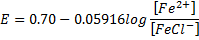 E = 0.70 - 0.05916log [Fe²⁺] / [FeCl⁻]